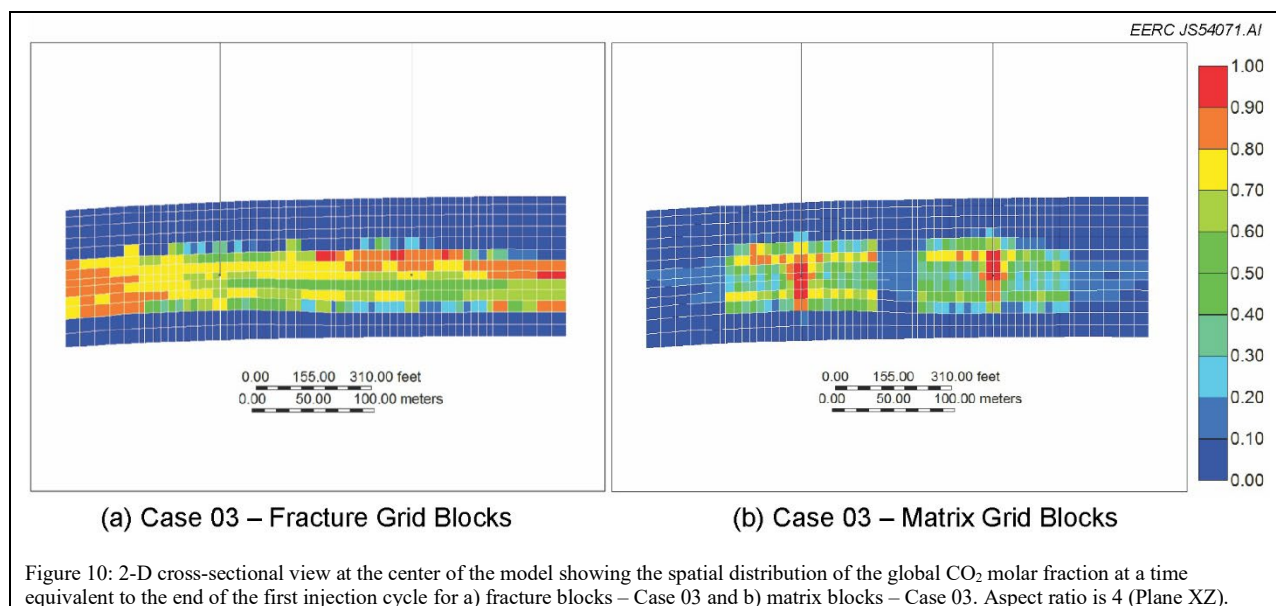 EERC JS54071.AI
1.00
0.90
0.80
0.70
0.60
0.50
0.40
0.30
0.20
0.10
0.00
0.00 155.00 310.00 feet
0.00 50.00 100.00 meters
0.00 155.00 310.00 feet
0.00 50.00 100.00 meters
(a) Case 03 – Fracture Grid Blocks
(b) Case 03 – Matrix Grid Blocks
Figure 10: 2-D cross-sectional view at the center of the model showing the spatial distribution of the global CO₂ molar fraction at a time
equivalent to the end of the first injection cycle for a) fracture blocks – Case 03 and b) matrix blocks – Case 03. Aspect ratio is 4 (Plane XZ).